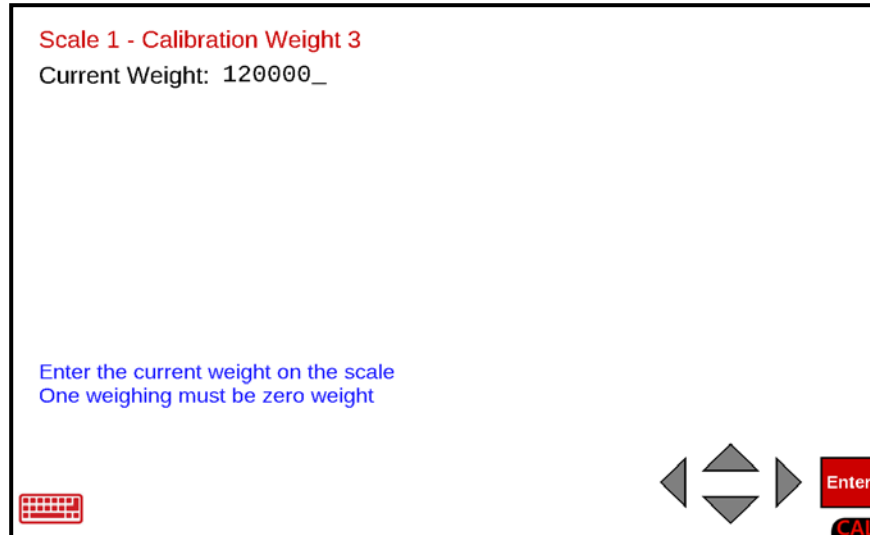 Scale 1 - Calibration Weight 3
Current Weight: 120000_
Enter the current weight on the scale
One weighing must be zero weight
Enter